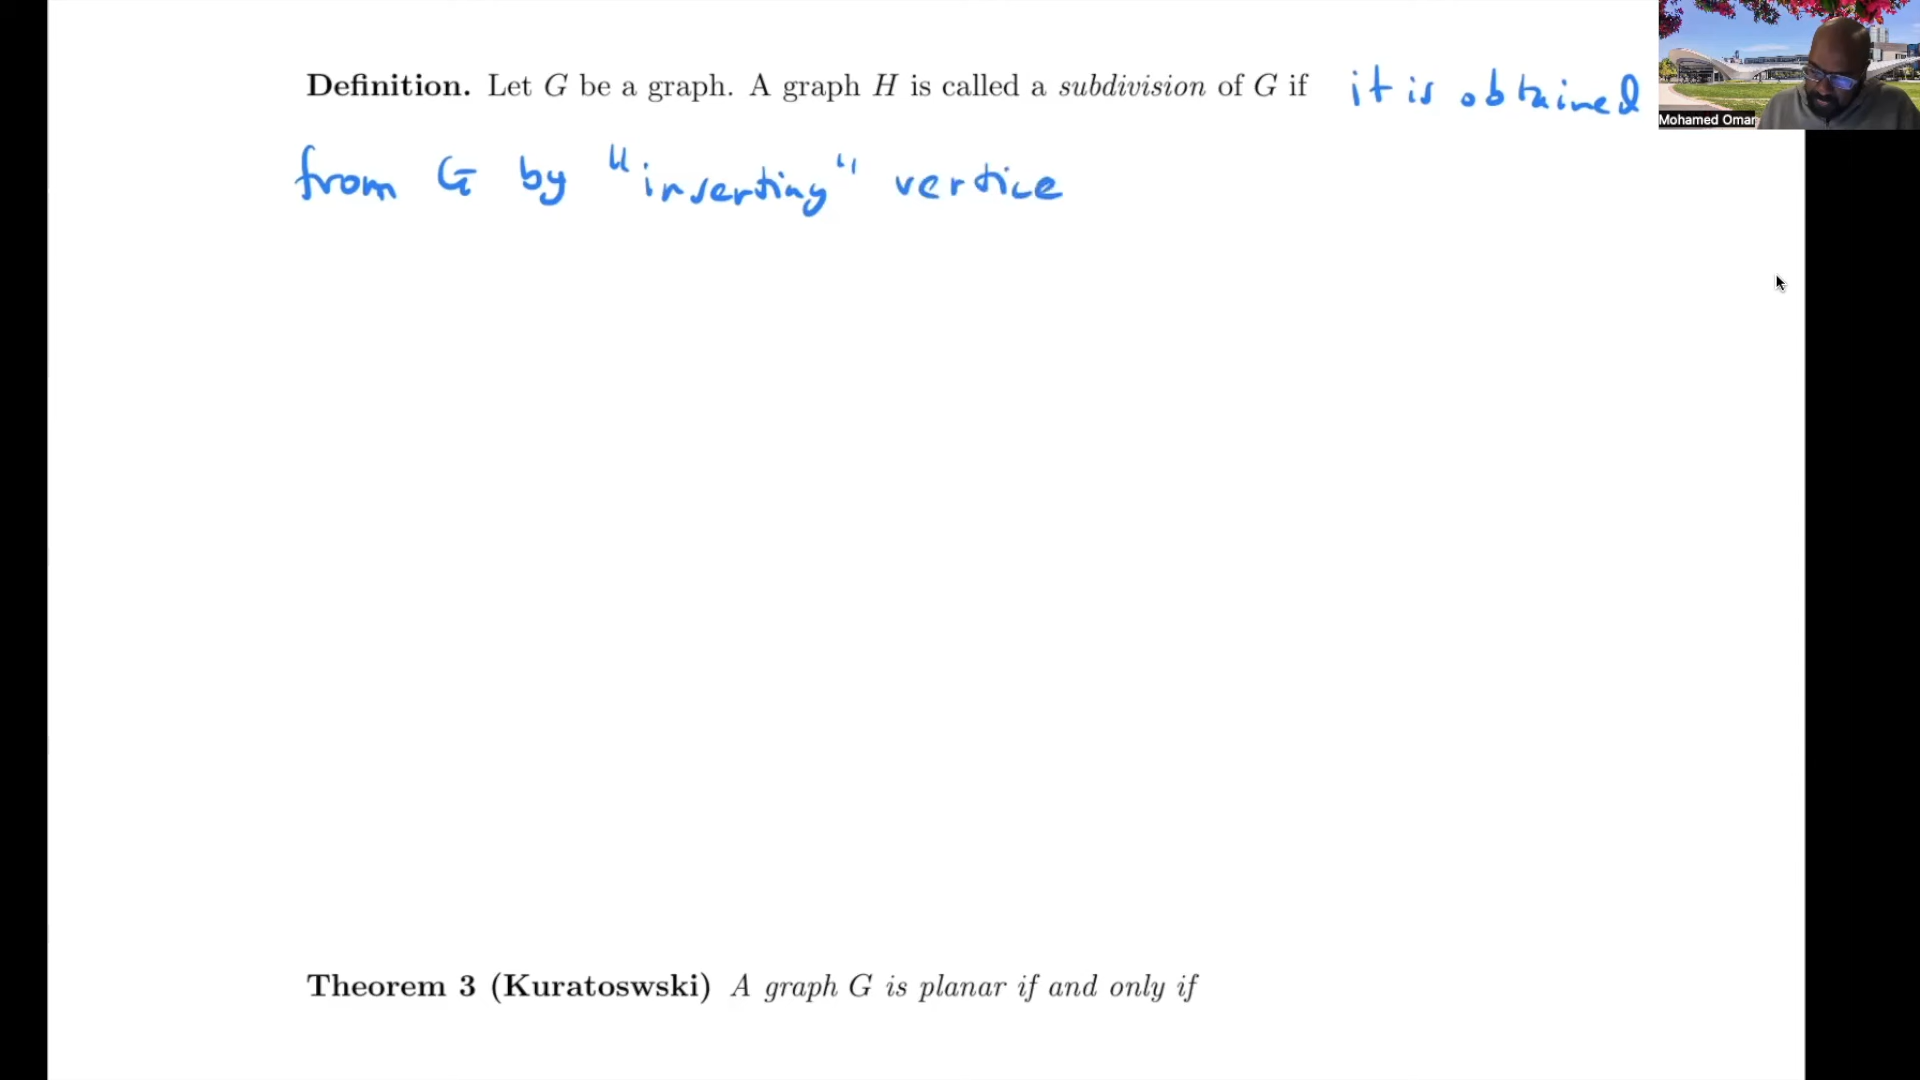 Definition. Let G be a graph. A graph H is called a subdivision of G if it is obtained
Mohamed Omar
from G by "inserting" vertice
Theorem 3 (Kuratoswski) A graph G is planar if and only if